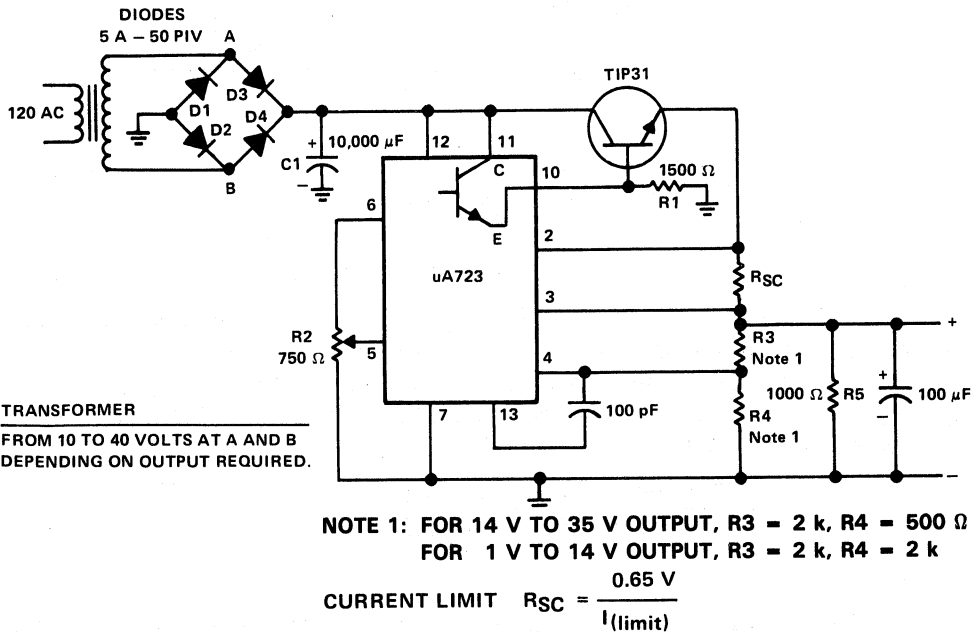 DIODES
5 A – 50 PIV
A
TIP31
120 AC
D1
D3
D2
D4
B
+
10,000 μF
C1
–
12
11
C
E
10
1500 Ω
R1
6
2
uA723
RSC
3
+
R2
750 Ω
5
4
R3
Note 1
+
1000 Ω
R5
100 μF
–
7
13
100 pF
R4
Note 1
–
TRANSFORMER
FROM 10 TO 40 VOLTS AT A AND B
DEPENDING ON OUTPUT REQUIRED.
NOTE 1: FOR 14 V TO 35 V OUTPUT, R3 = 2 k, R4 = 500 Ω
FOR 1 V TO 14 V OUTPUT, R3 = 2 k, R4 = 2 k
CURRENT LIMIT RSC = 0.65 V
I(limit)